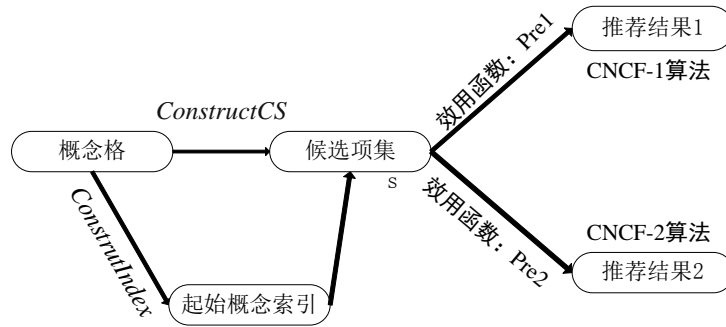 推荐结果1
CNCF-1算法
效用函数：Pre1
ConstructCS
概念格
候选项集
s
效用函数：Pre2
CNCF-2算法
推荐结果2
ConstrutIndex
起始概念索引